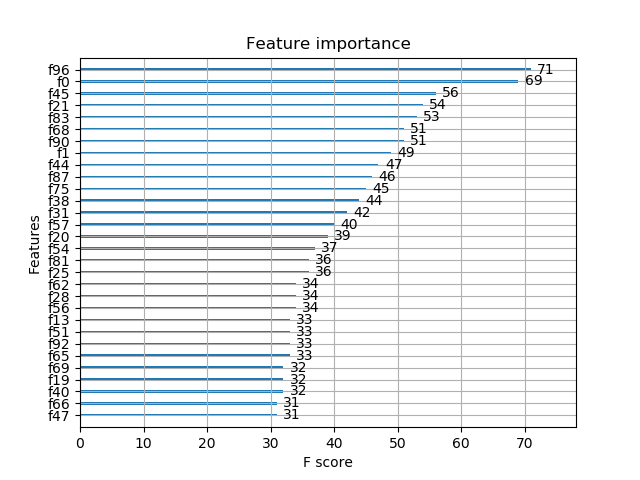 Feature importance
f96 71
f0 69
f45 56
f21 54
f83 53
f68 51
f90 51
f1 49
f44 47
f87 46
f75 45
f38 44
f31 42
f57 40
f20 39
f54 37
f81 36
f25 36
f62 34
f28 34
f56 34
f13 33
f51 33
f92 33
f65 33
f69 32
f19 32
f40 32
f66 31
f47 31
Features
0 10 20 30 40 50 60 70
F score